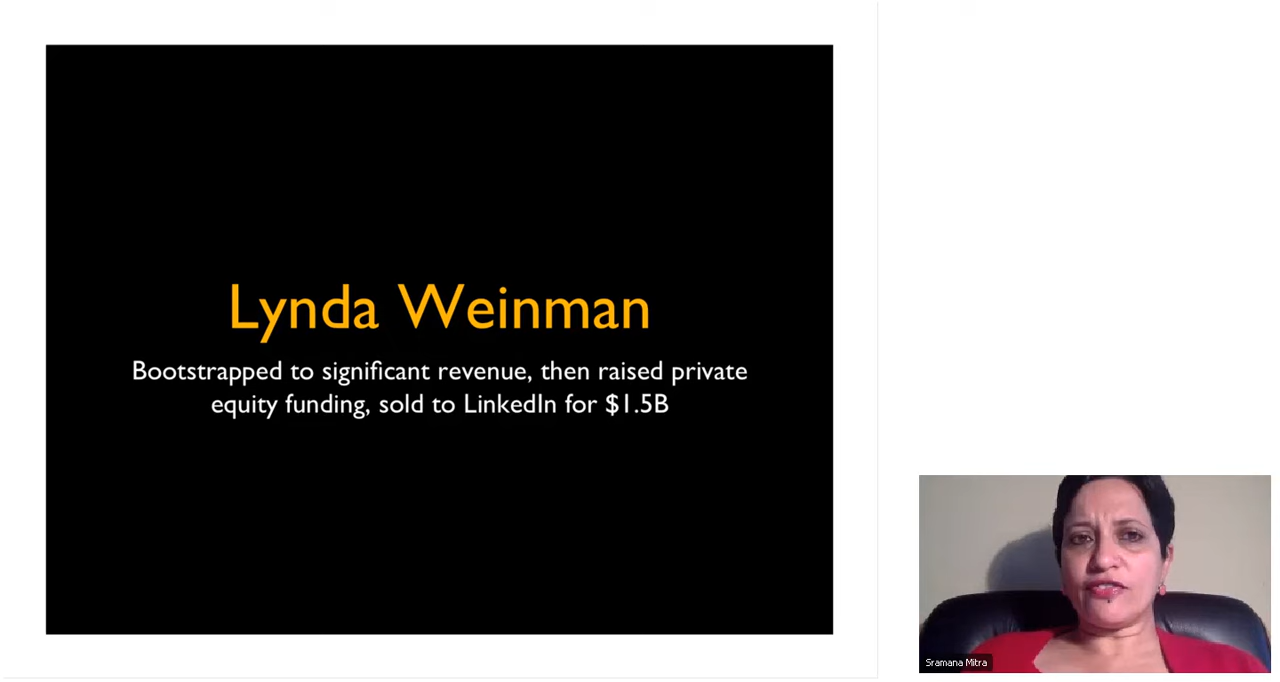 Lynda Weinman
Bootstrapped to significant revenue, then raised private
equity funding, sold to LinkedIn for $1.5B
Sramana Mitra